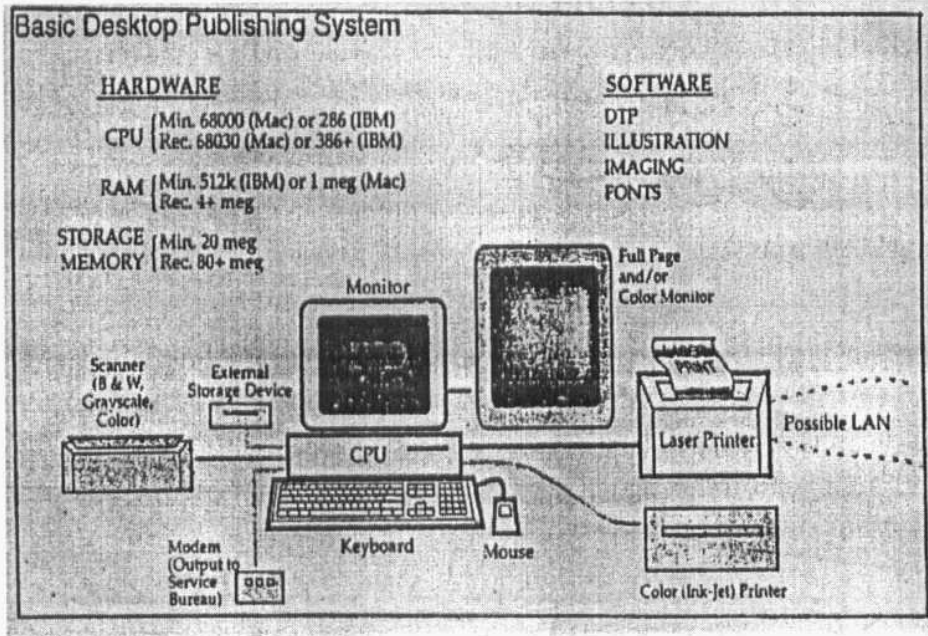 Basic Desktop Publishing System
HARDWARE
CPU { Min. 68000 (Mac) or 286 (IBM)
Rec. 68030 (Mac) or 386+ (IBM)
RAM { Min. 512k (IBM) or 1 meg (Mac)
Rec. 4+ meg
STORAGE MEMORY { Min. 20 meg
Rec. 80+ meg
SOFTWARE
DTP
ILLUSTRATION
IMAGING
FONTS
Monitor
Full Page
and/or
Color Monitor
Scanner
(B & W,
Grayscale,
Color)
External
Storage Device
CPU
LASER
PRINT
Laser Printer
Possible LAN
Keyboard
Mouse
Modem
(Output to
Service
Bureau)
Color (Ink-Jet) Printer